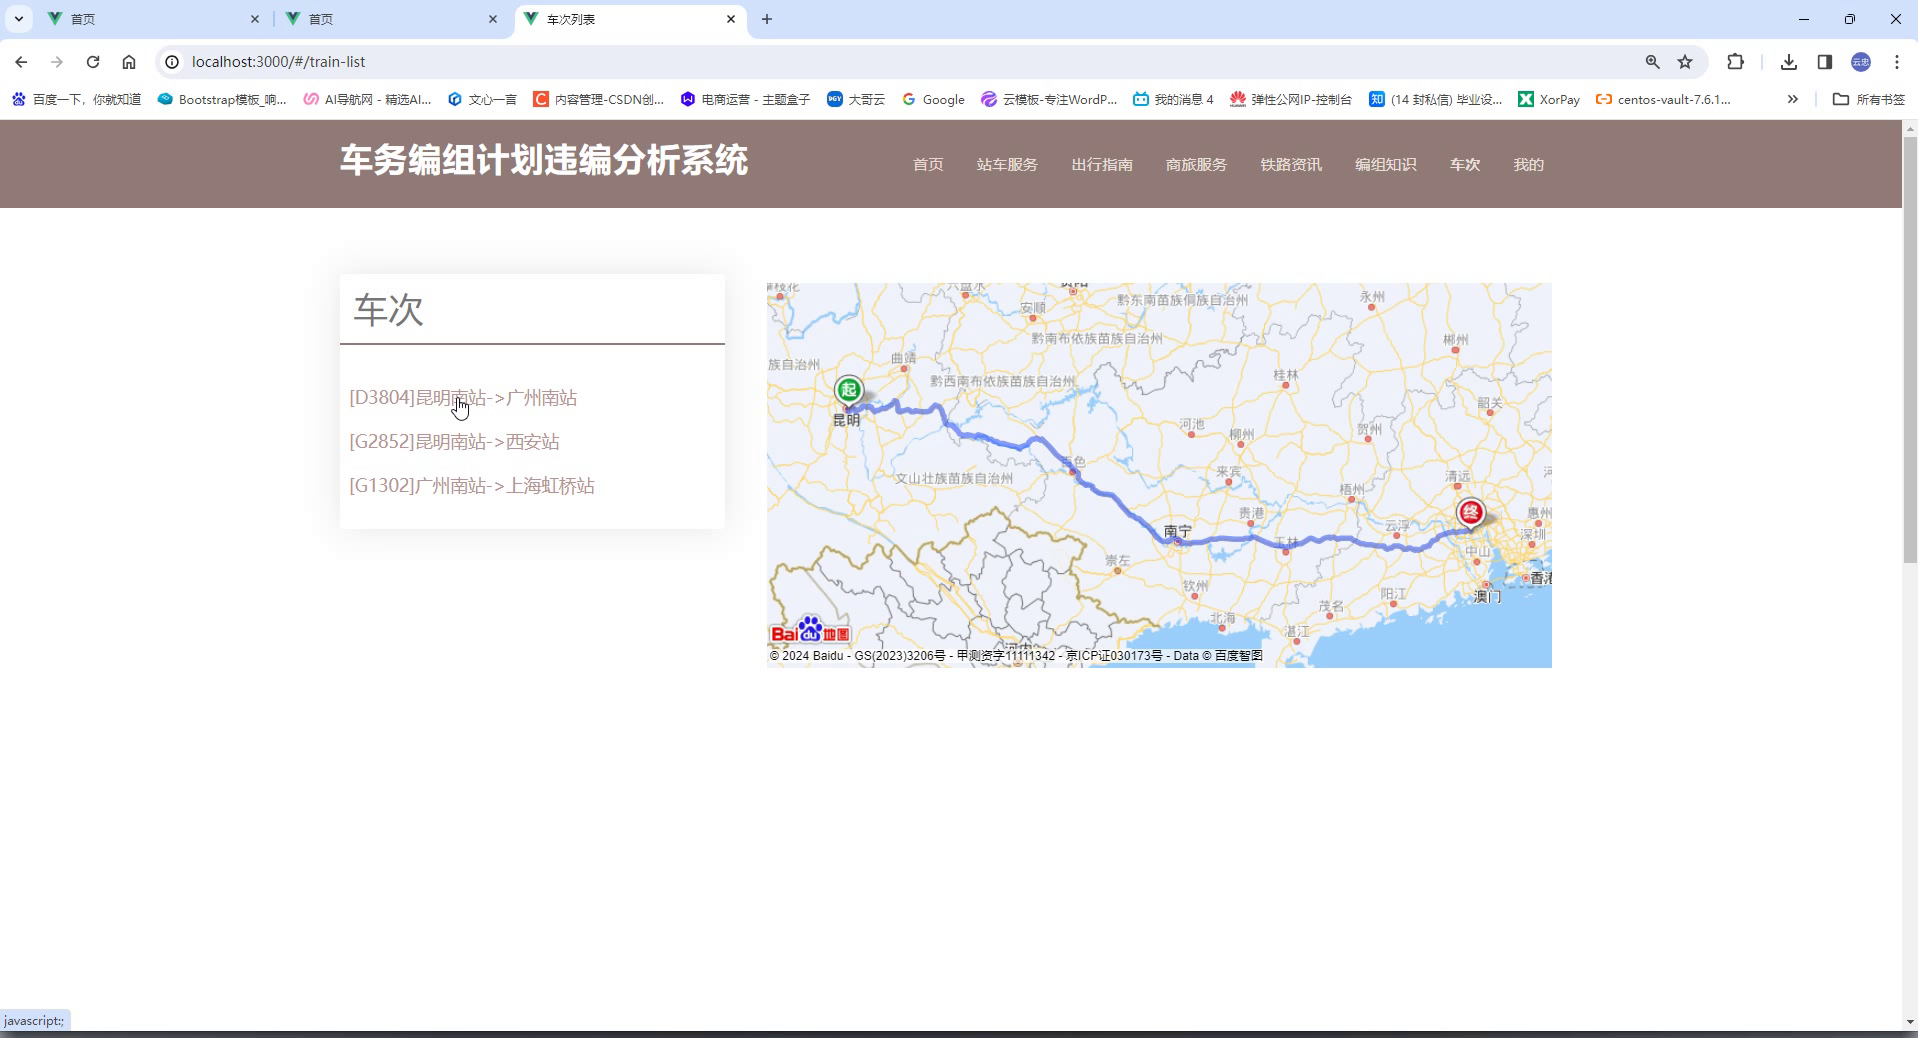 首页
首页
车次列表
localhost:3000/#/train-list
百度一下，你就知道
Bootstrap模板_响...
AI导航网 - 精选AI...
文心一言
内容管理-CSDN创...
电商运营 - 主题盒子
大哥云
Google
云模板-专注WordP...
我的消息 4
弹性公网IP-控制台
(14 封私信) 毕业设...
XorPay
centos-vault-7.6.1...
所有书签
车务编组计划违编分析系统
首页
站车服务
出行指南
商旅服务
铁路资讯
编组知识
车次
我的
车次
[D3804]昆明南站->广州南站
[G2852]昆明南站->西安站
[G1302]广州南站->上海虹桥站
安顺
黔东南苗族侗族自治州
永州
黔南布依族苗族自治州
郴州
族自治州
曲靖
黔西南布依族苗族自治州
桂林
起
昆明
韶关
河池
柳州
贺州
百色
文山壮族苗族自治州
来宾
清远
梧州
贵港
终
惠州
南宁
云浮
玉林
深圳
中山
崇左
香港
钦州
阳江
澳门
茂名
北海
湛江
Bai du 地图
河内
© 2024 Baidu - GS(2023)3206号 - 甲测资字11111342 - 京ICP证030173号 - Data © 百度智图
javascript:;